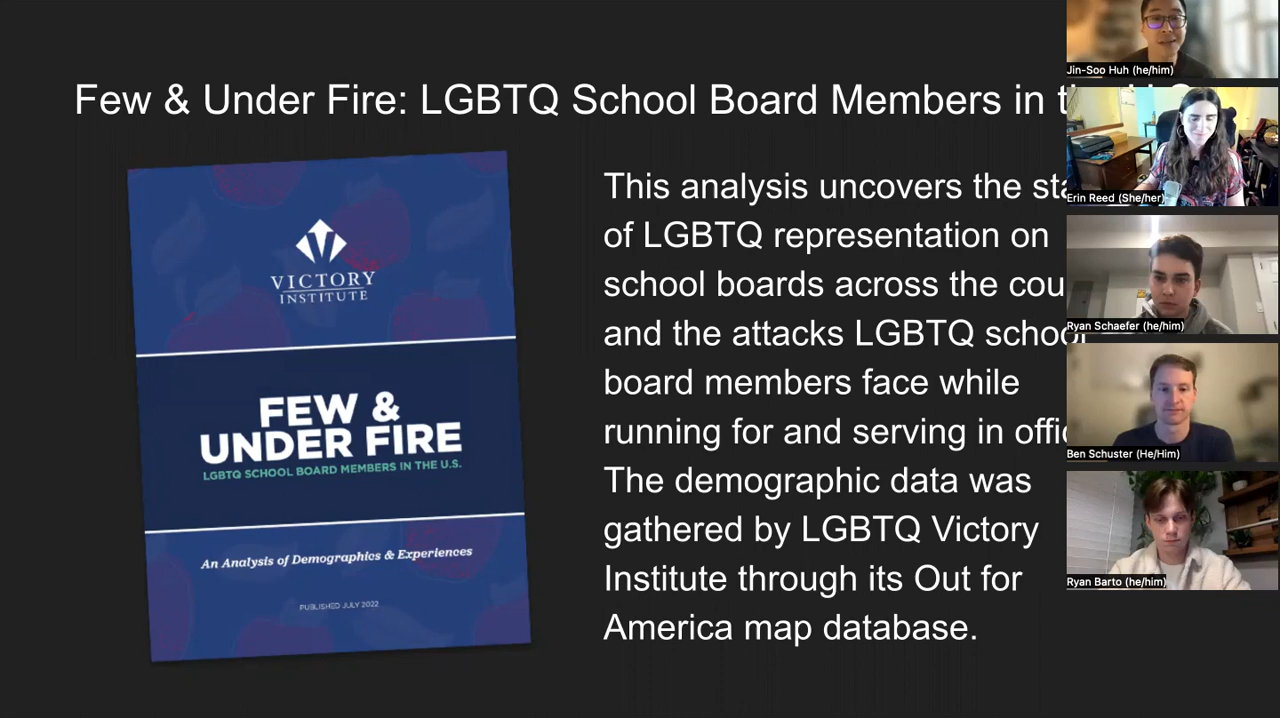 Few & Under Fire: LGBTQ School Board Members in
VICTORY
INSTITUTE
FEW &
UNDER FIRE
LGBTQ SCHOOL BOARD MEMBERS IN THE U.S.
An Analysis of Demographics & Experiences
PUBLISHED JULY 2022
This analysis uncovers the
of LGBTQ representation on
school boards across the
and the attacks LGBTQ school
board members face while
running for and serving in
The demographic data was
gathered by LGBTQ Victory
Institute through its Out for
America map database.
Jin-Soo Huh (he/him)
Erin Reed (She/her)
Ryan Schaefer (he/him)
Ben Schuster (He/Him)
Ryan Barto (he/him)